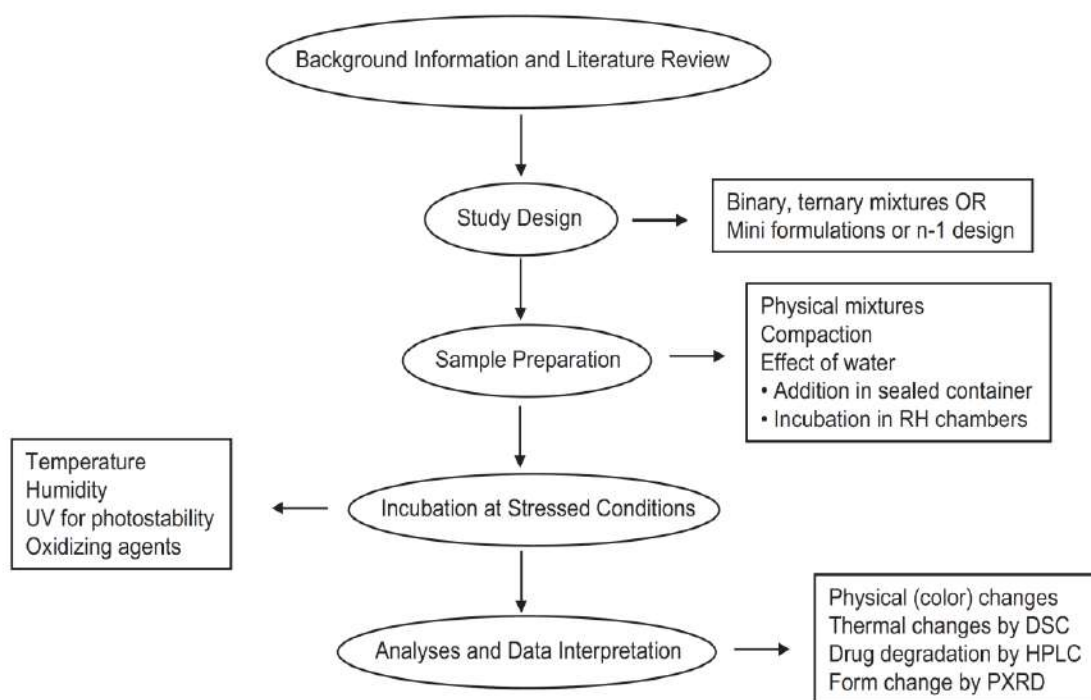 Background Information and Literature Review
Study Design
Binary, ternary mixtures OR
Mini formulations or n-1 design
Sample Preparation
Physical mixtures
Compaction
Effect of water
• Addition in sealed container
• Incubation in RH chambers
Temperature
Humidity
UV for photostability
Oxidizing agents
Incubation at Stressed Conditions
Analyses and Data Interpretation
Physical (color) changes
Thermal changes by DSC
Drug degradation by HPLC
Form change by PXRD